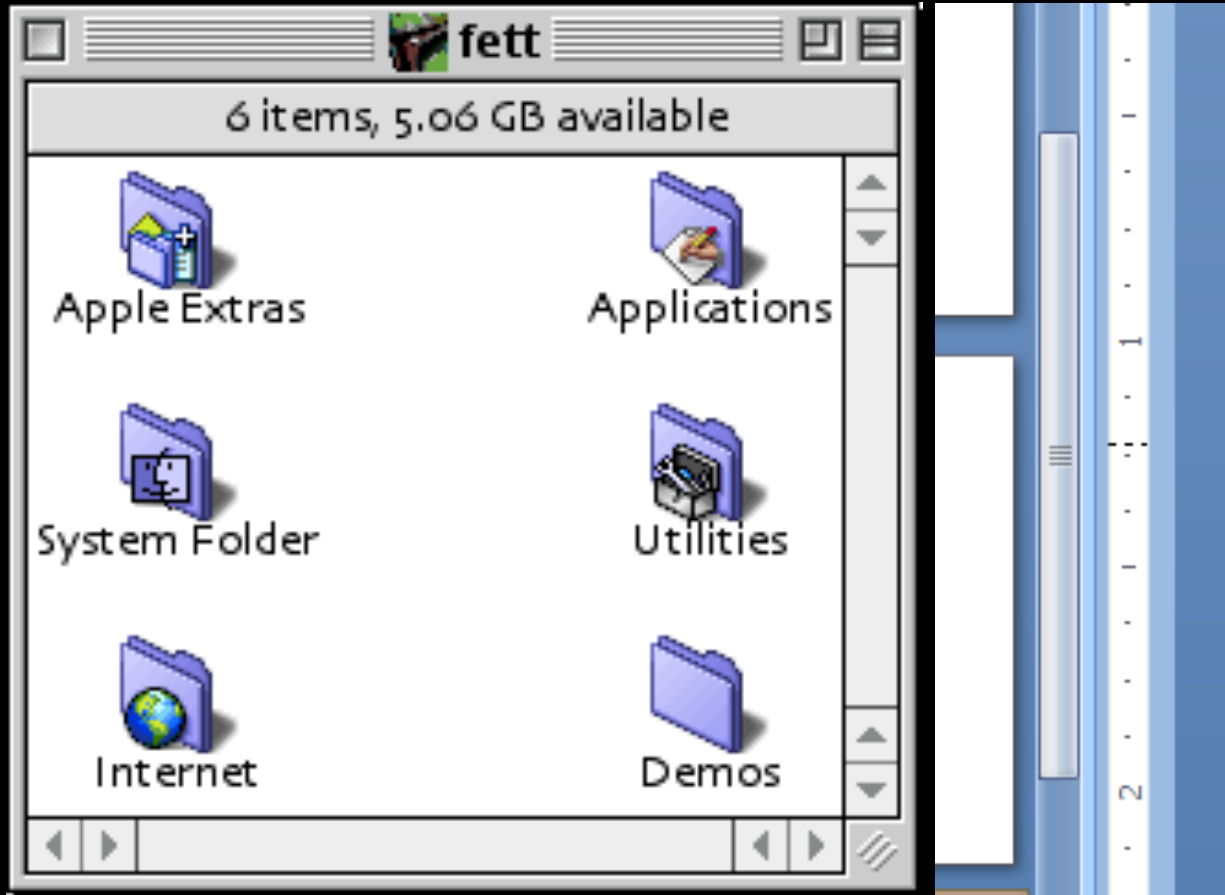 fett
6 items, 5.06 GB available
Apple Extras
Applications
System Folder
Utilities
Internet
Demos
1
2